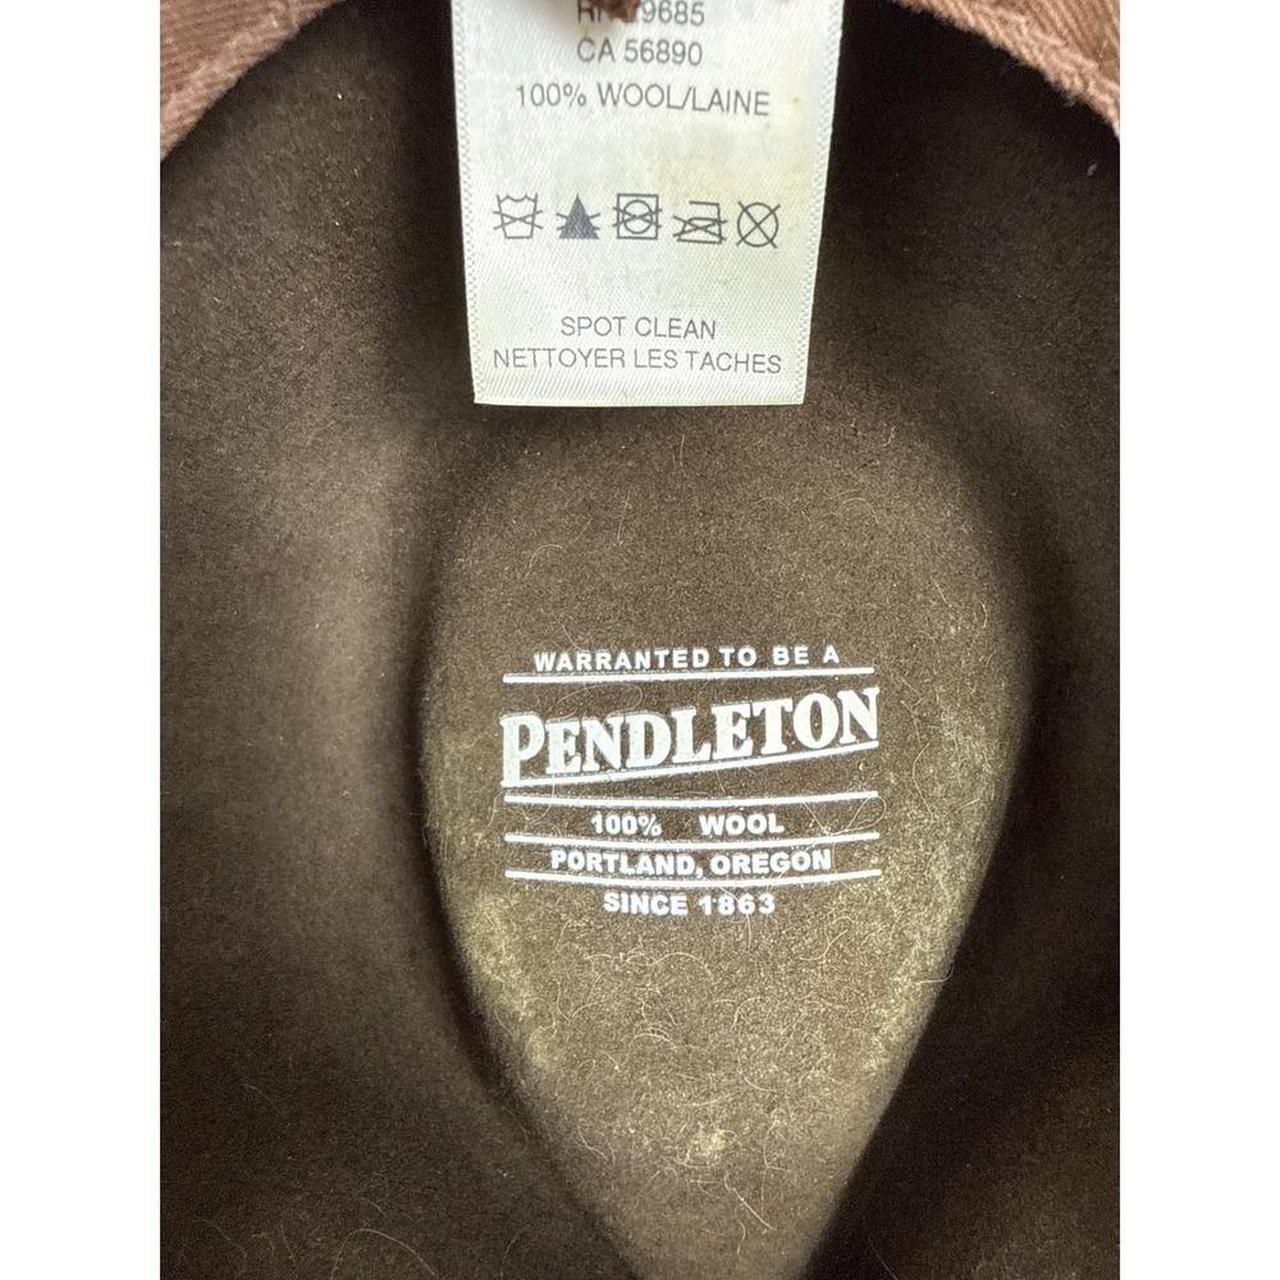 CA 56890
100% WOOL/LAINE
SPOT CLEAN
NETTOYER LES TACHES
WARRANTED TO BE A
PENDLETON
100% WOOL
PORTLAND, OREGON
SINCE 1863